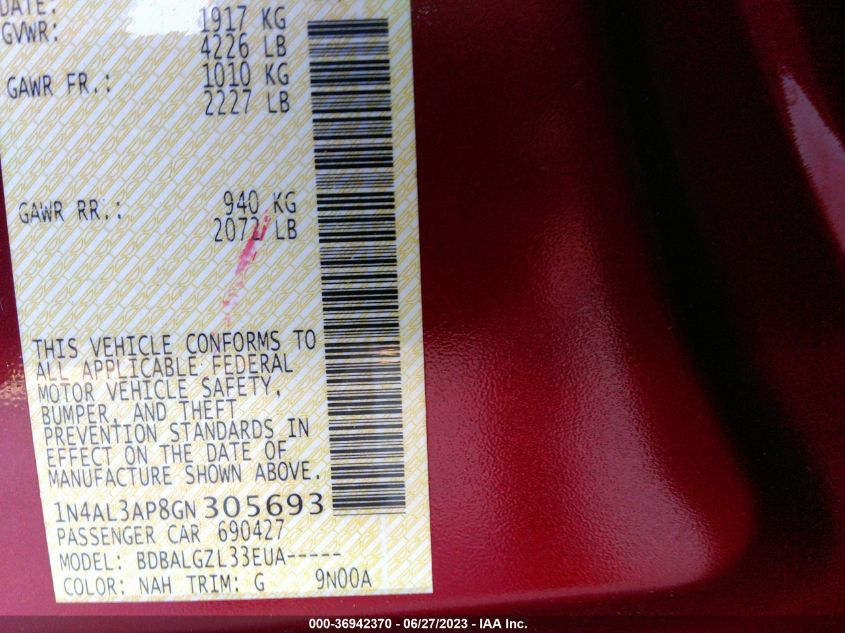 DATE:
GVWR: 1917 KG
4226 LB
GAWR FR.: 1010 KG
2227 LB
GAWR RR.: 940 KG
2072 LB
THIS VEHICLE CONFORMS TO
ALL APPLICABLE FEDERAL
MOTOR VEHICLE SAFETY,
BUMPER, AND THEFT
PREVENTION STANDARDS IN
EFFECT ON THE DATE OF
MANUFACTURE SHOWN ABOVE.
1N4AL3AP8GN305693
PASSENGER CAR 690427
MODEL: BDBALGZL33EUA-----
COLOR: NAH TRIM: G 9N00A
000-36942370 - 06/27/2023 - IAA Inc.